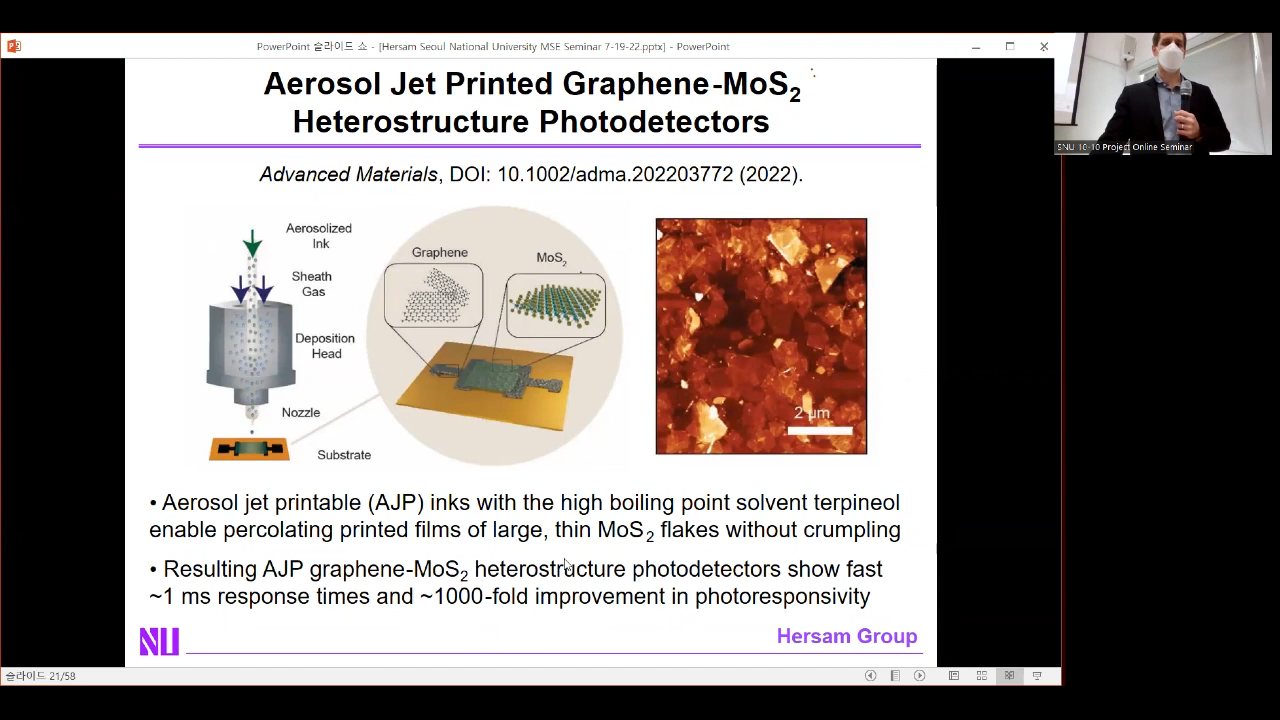 PowerPoint 슬라이드 쇼 - [Hersam Seoul National University MSE Seminar 7-19-22.pptx] - PowerPoint
Aerosol Jet Printed Graphene-MoS2
Heterostructure Photodetectors
Advanced Materials, DOI: 10.1002/adma.202203772 (2022).
Aerosolized
Ink
Sheath
Gas
Deposition
Head
Nozzle
Substrate
Graphene
MoS2
2 μm
• Aerosol jet printable (AJP) inks with the high boiling point solvent terpineol
enable percolating printed films of large, thin MoS2 flakes without crumpling
• Resulting AJP graphene-MoS2 heterostructure photodetectors show fast
~1 ms response times and ~1000-fold improvement in photoresponsivity
NU
Hersam Group
슬라이드 21/58
SNU 10-10 Project Online Seminar